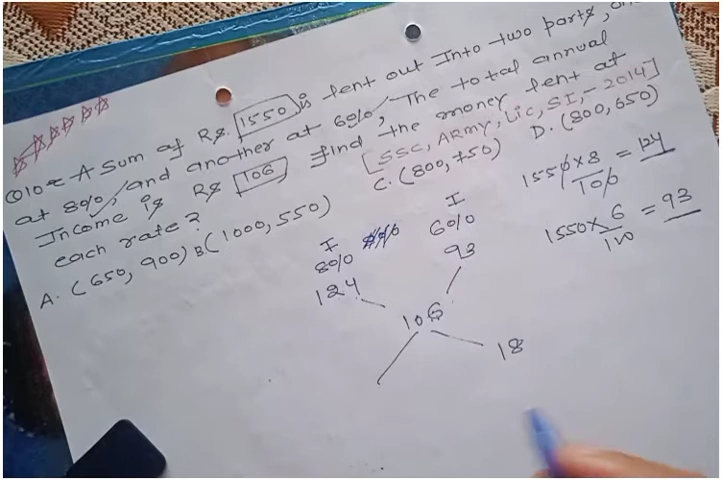 Q10 A sum of Rs. 1550 is lent out Into two parts,
at 8%, and another at 6%, The total annual
Income is Rs 106 find the money lent at
each rate? [SSC, ARMY, LIC, SI, - 2014]
A. (650, 900) B (1000, 550) C. (800, 750) D. (800, 650)
I I
8% 6%
124 93
106
18
1550 × 8 / 100 = 124
1550 × 6 / 100 = 93